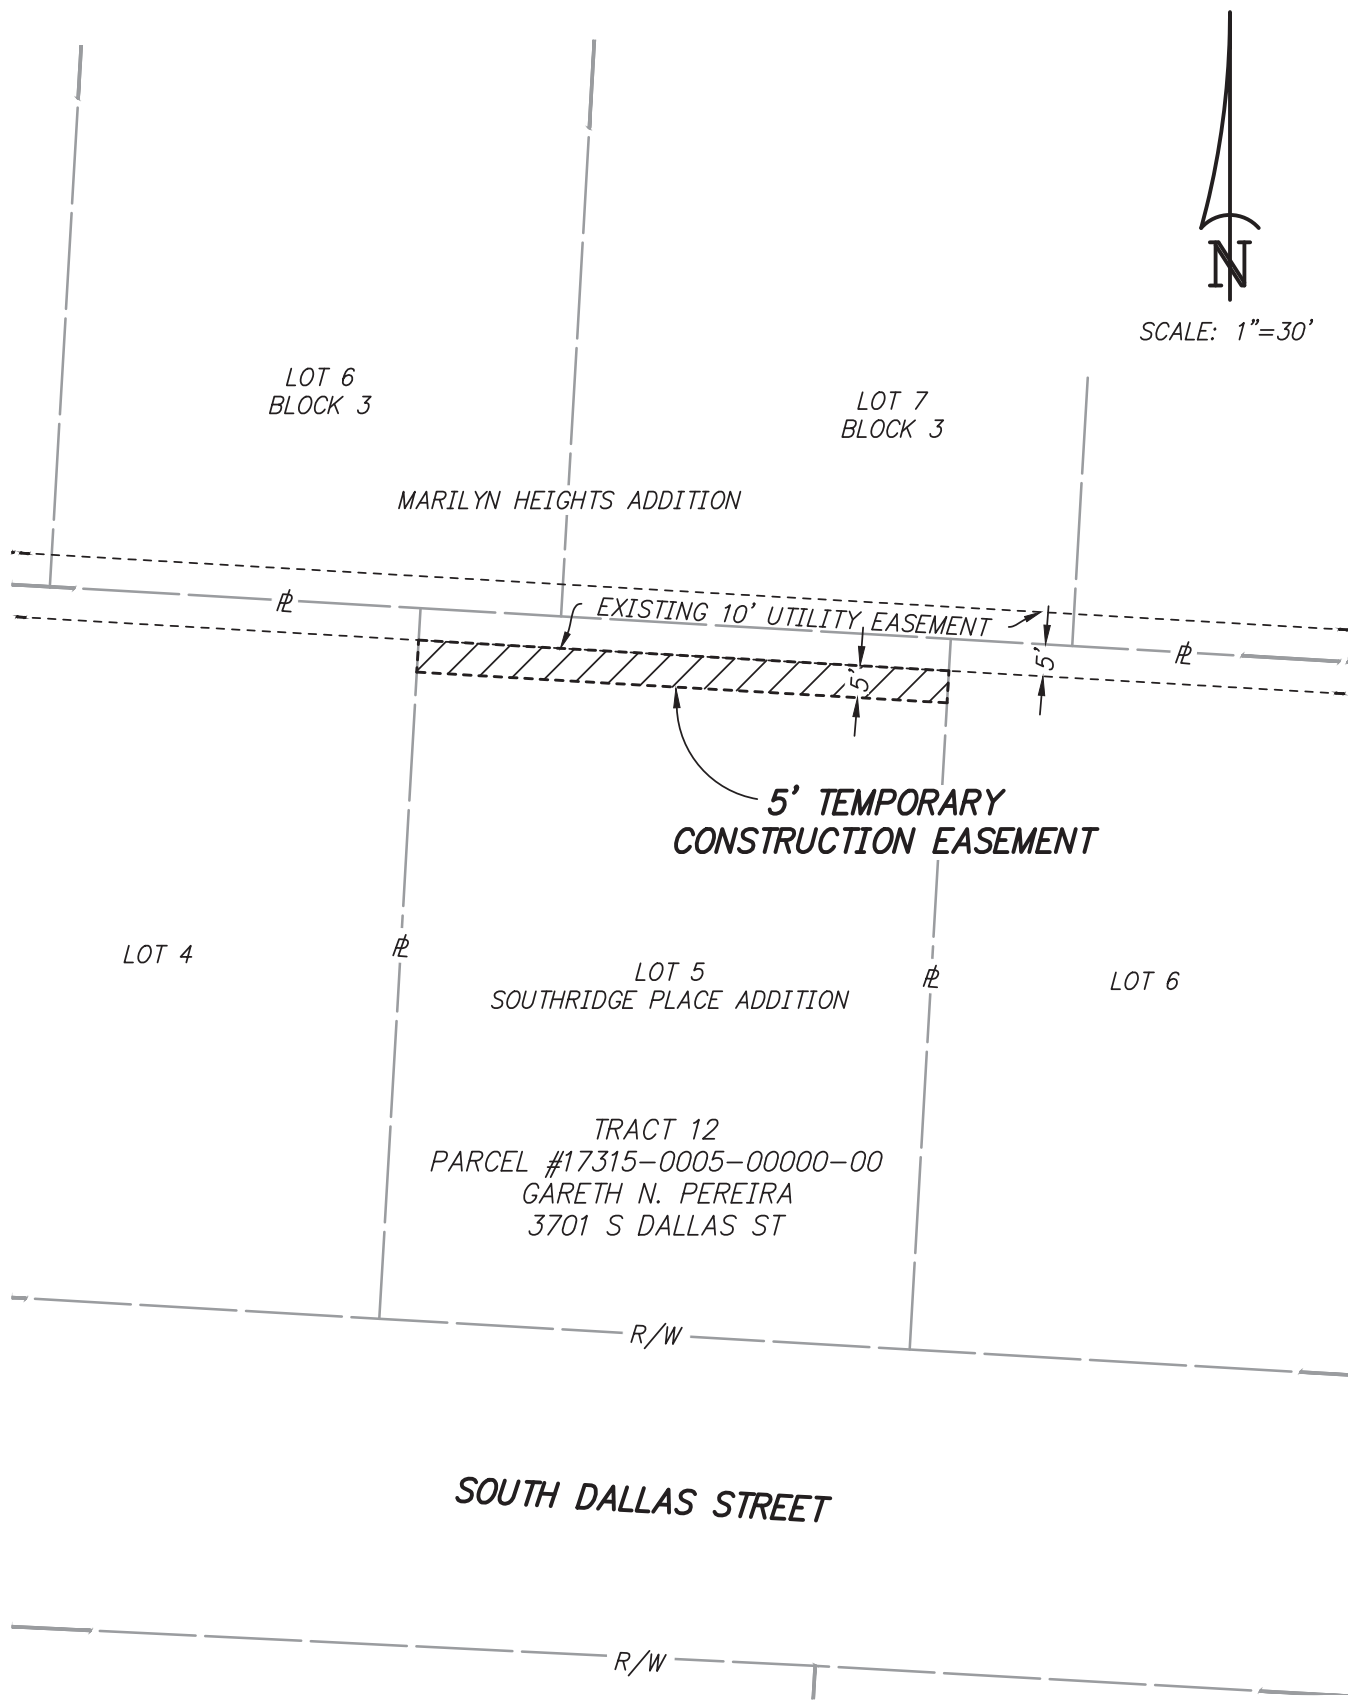 N
SCALE: 1"=30'
LOT 6
BLOCK 3
LOT 7
BLOCK 3
MARILYN HEIGHTS ADDITION
PL
EXISTING 10' UTILITY EASEMENT
5'
PL
5'
5' TEMPORARY
CONSTRUCTION EASEMENT
LOT 4
PL
LOT 5
SOUTHRIDGE PLACE ADDITION
PL
LOT 6
TRACT 12
PARCEL #17315-0005-00000-00
GARETH N. PEREIRA
3701 S DALLAS ST
R/W
SOUTH DALLAS STREET
R/W